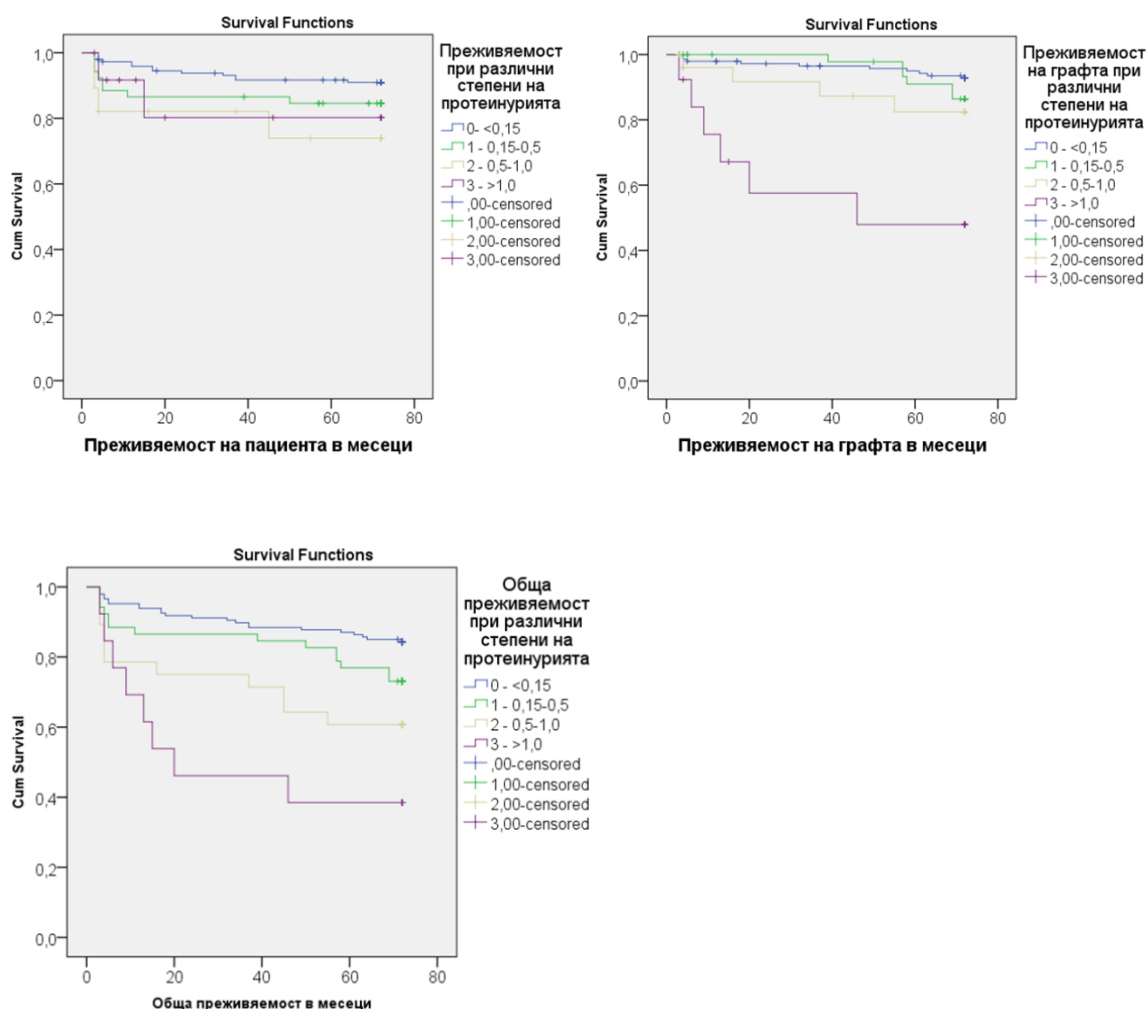 Survival Functions
1,0
0,8
0,6
0,4
0,2
0,0
Cum Survival
0
20
40
60
80
Преживяемост на пациента в месеци
Преживяемост
при различни
степени на
протеинурията
0- <0,15
1 - 0,15-0,5
2 - 0,5-1,0
3 - >1,0
,00-censored
1,00-censored
2,00-censored
3,00-censored
Survival Functions
1,0
0,8
0,6
0,4
0,2
0,0
Cum Survival
0
20
40
60
80
Преживяемост на графта в месеци
Преживяемост
на графта при
различни
степени на
протеинурията
0 - <0,15
1 - 0,15-0,5
2 - 0,5-1,0
3 - >1,0
,00-censored
1,00-censored
2,00-censored
3,00-censored
Survival Functions
1,0
0,8
0,6
0,4
0,2
0,0
Cum Survival
0
20
40
60
80
Обща преживяемост в месеци
Обща
преживяемост
при различни
степени на
протеинурията
0 - <0,15
1 - 0,15-0,5
2 - 0,5-1,0
3 - >1,0
,00-censored
1,00-censored
2,00-censored
3,00-censored